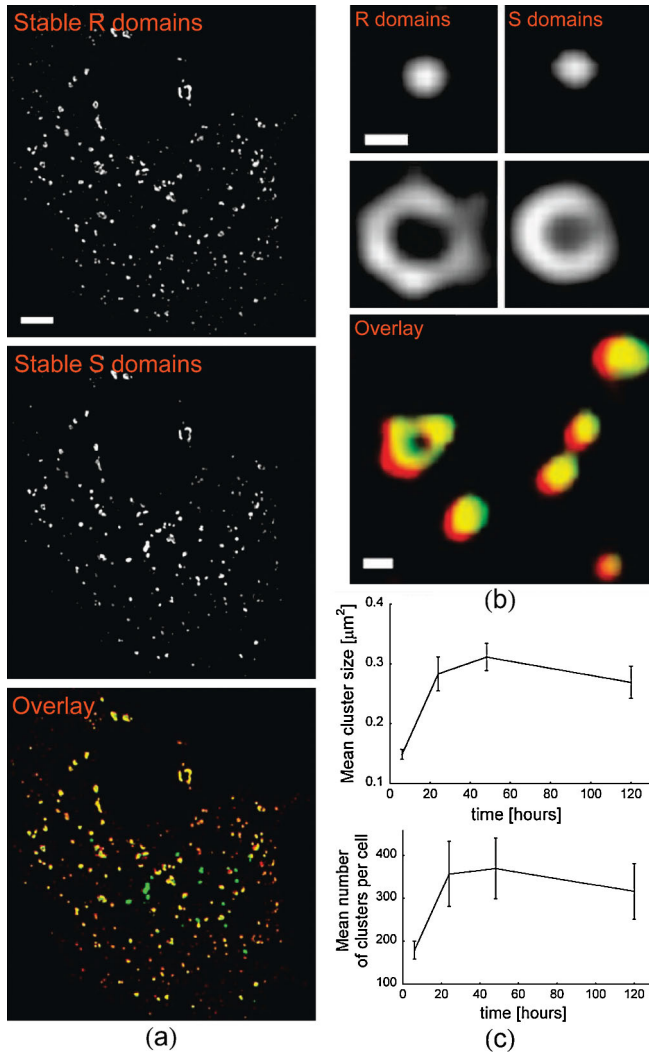 Stable R domains
Stable S domains
Overlay
(a)
R domains
S domains
Overlay
(b)
0.4
0.3
0.2
0.1
Mean cluster size [μm²]
0 20 40 60 80 100 120
time [hours]
400
300
200
100
Mean number
of clusters per cell
0 20 40 60 80 100 120
time [hours]
(c)